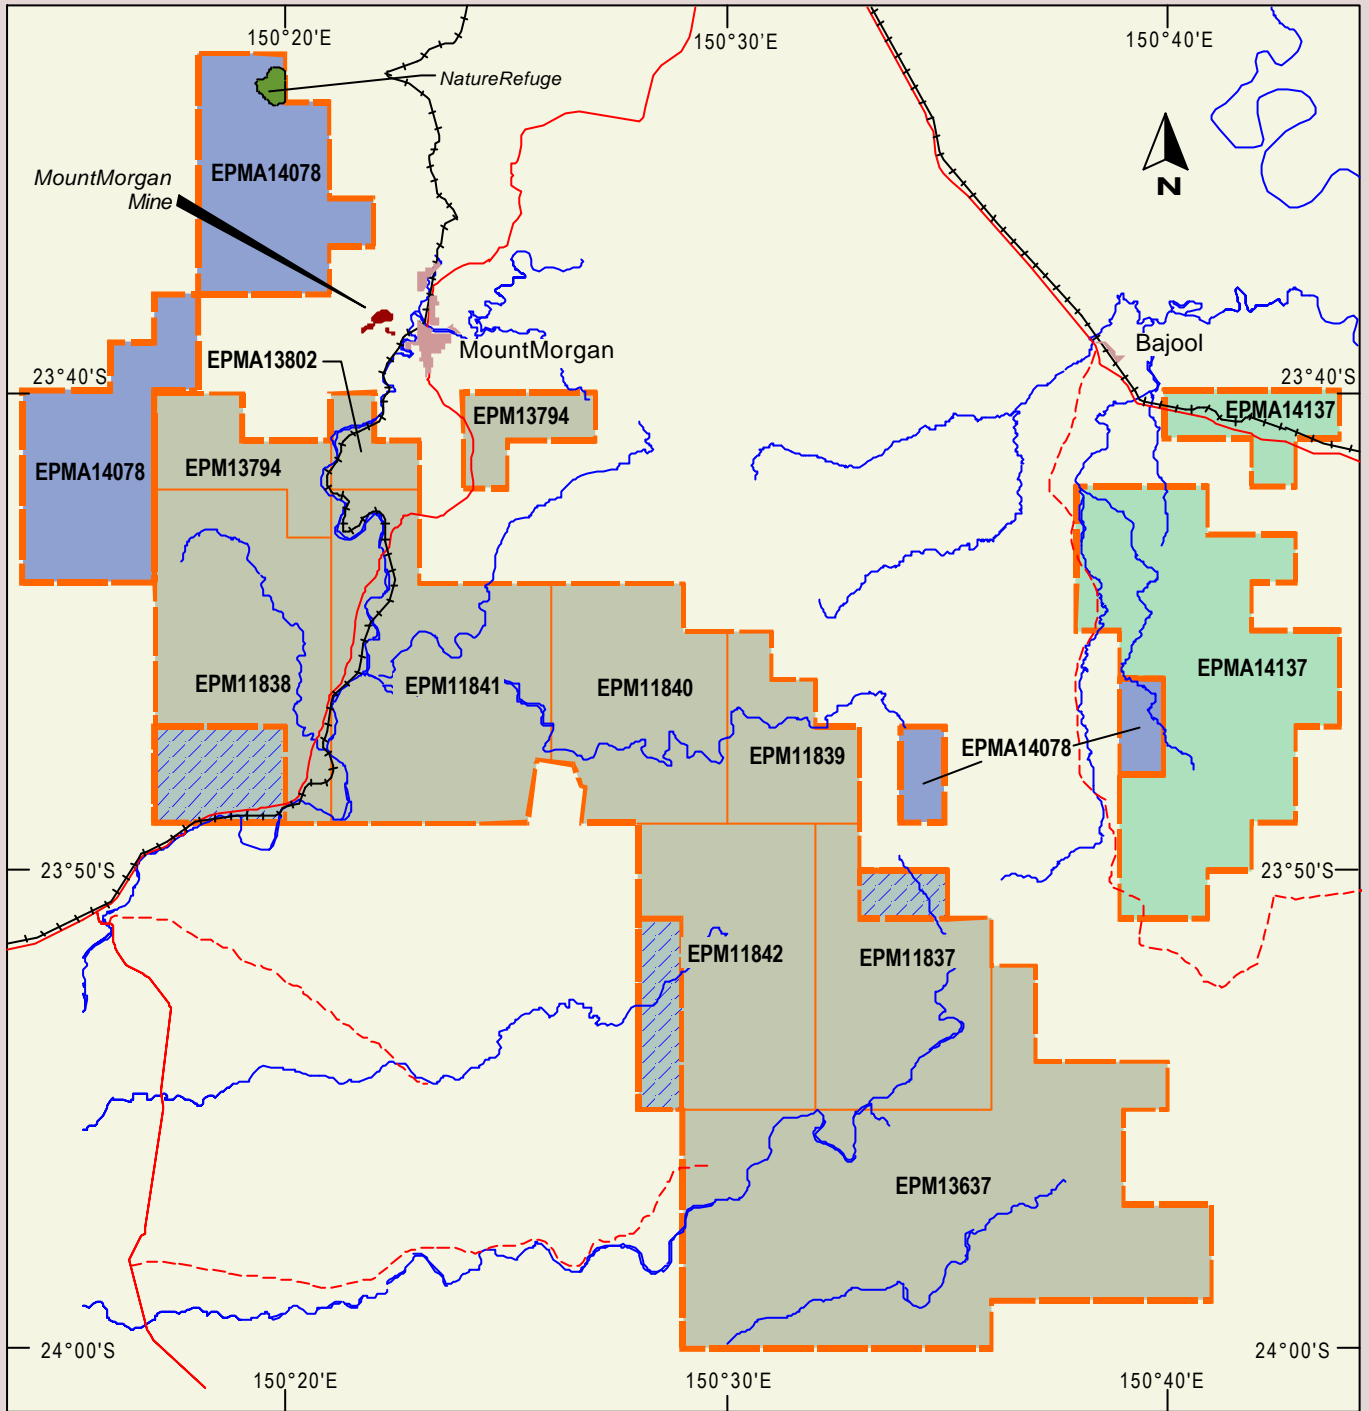 150°20'E
150°30'E
150°40'E
NatureRefuge
EPMA14078
MountMorgan
Mine
N
MountMorgan
Bajool
EPMA13802
23°40'S
23°40'S
EPM13794
EPMA14137
EPMA14078
EPM13794
EPM11838
EPM11841
EPM11840
EPMA14137
EPM11839
EPMA14078
23°50'S
23°50'S
EPM11842
EPM11837
EPM13637
24°00'S
24°00'S
150°20'E
150°30'E
150°40'E